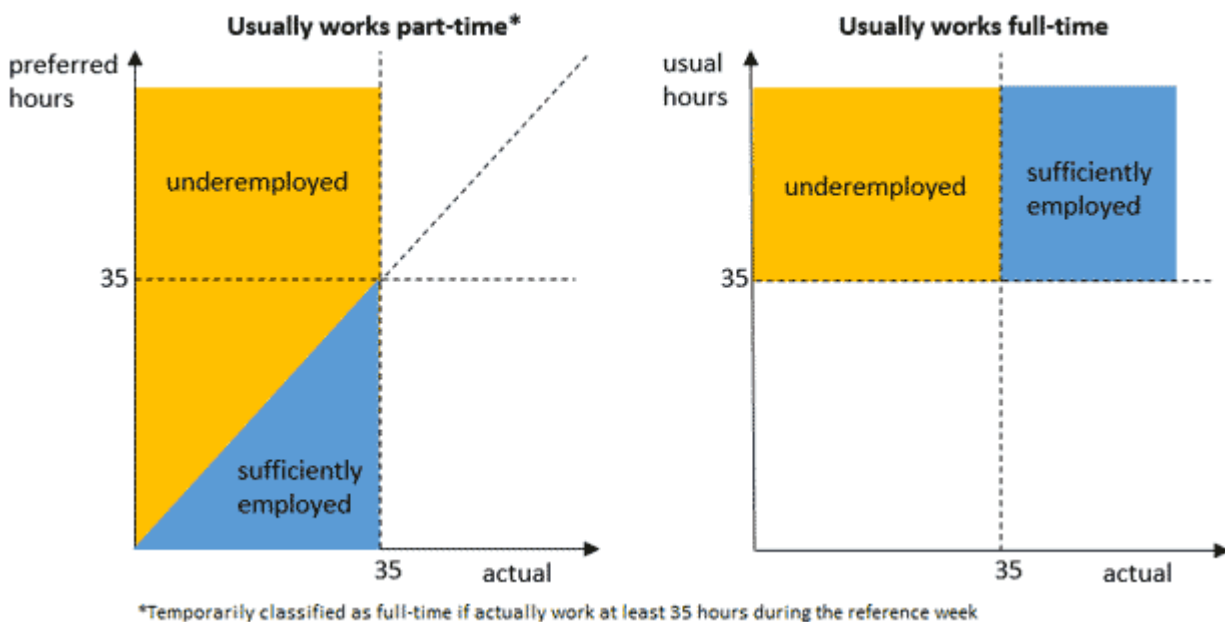 Usually works part-time*
preferred
hours
underemployed
35
sufficiently
employed
35
actual
Usually works full-time
usual
hours
underemployed
sufficiently
employed
35
35
actual
*Temporarily classified as full-time if actually work at least 35 hours during the reference week